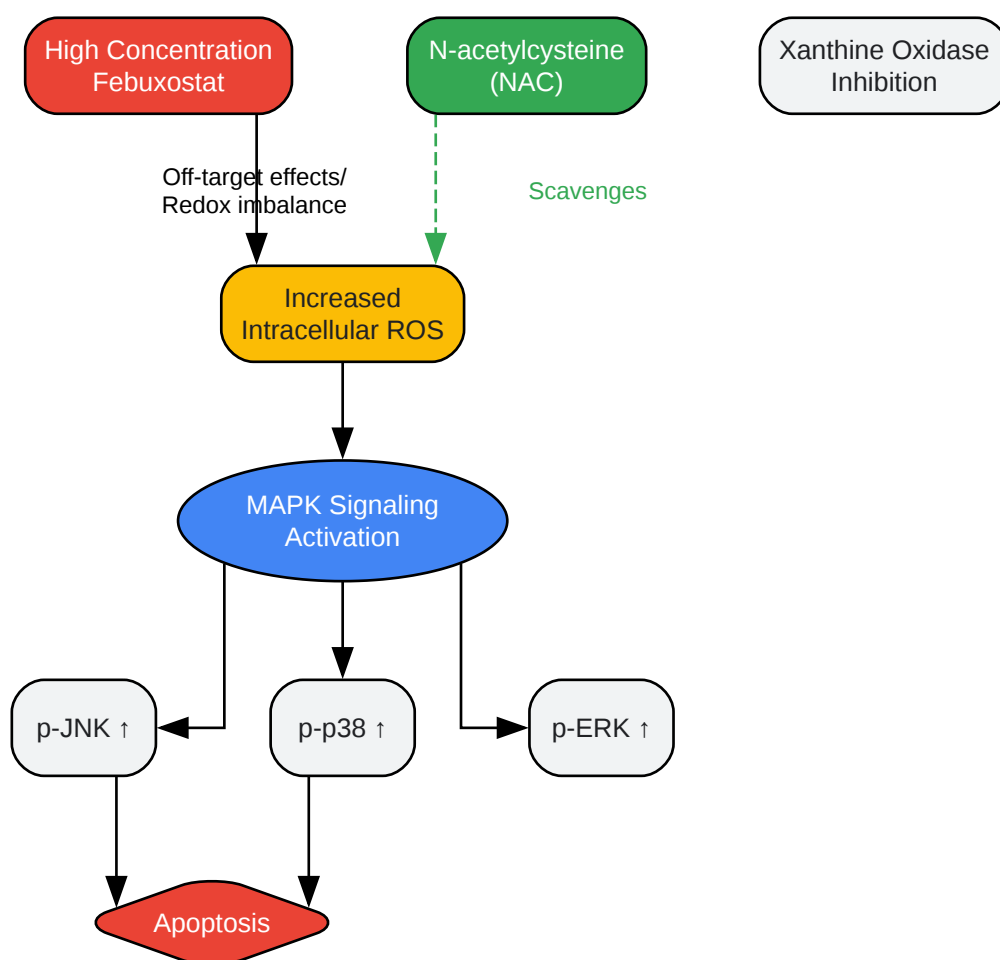 High Concentration
Febuxostat
N-acetylcysteine
(NAC)
Xanthine Oxidase
Inhibition
Off-target effects/
Redox imbalance
Scavenges
Increased
Intracellular ROS
MAPK Signaling
Activation
p-JNK ↑
p-p38 ↑
p-ERK ↑
Apoptosis